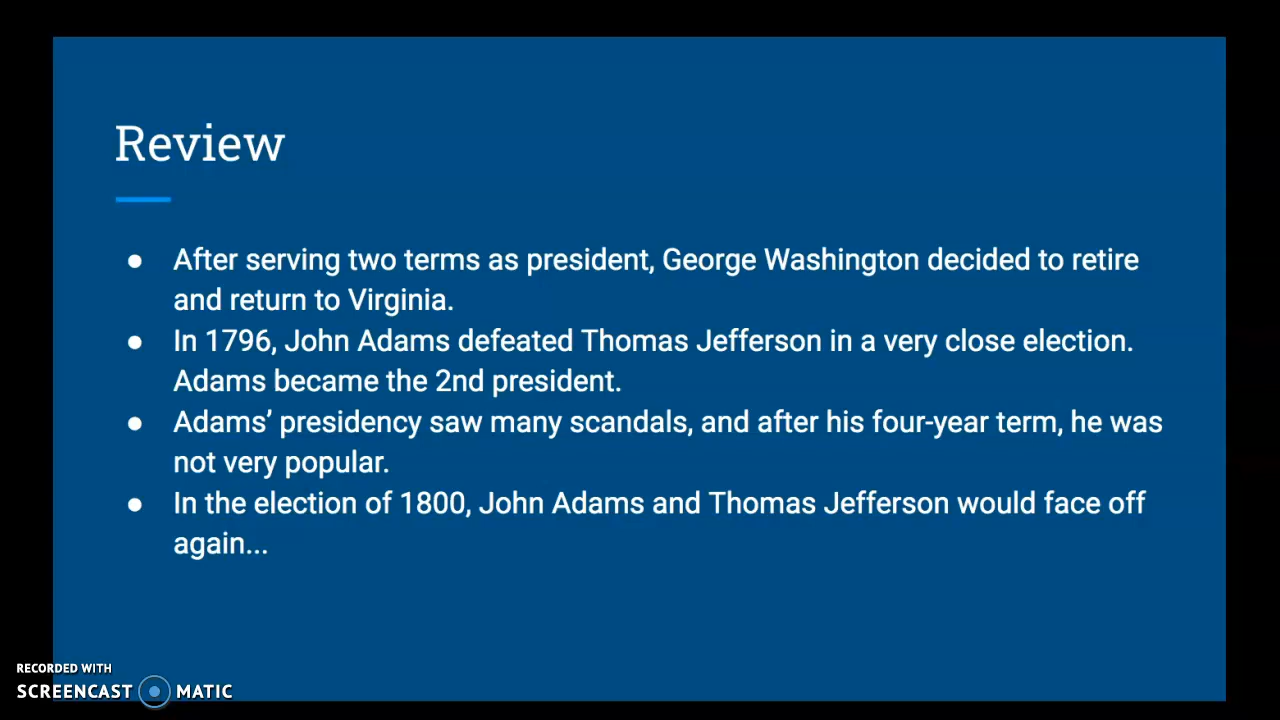 Review
● After serving two terms as president, George Washington decided to retire
and return to Virginia.
● In 1796, John Adams defeated Thomas Jefferson in a very close election.
Adams became the 2nd president.
● Adams’ presidency saw many scandals, and after his four-year term, he was
not very popular.
● In the election of 1800, John Adams and Thomas Jefferson would face off
again...
RECORDED WITH
SCREENCAST MATIC